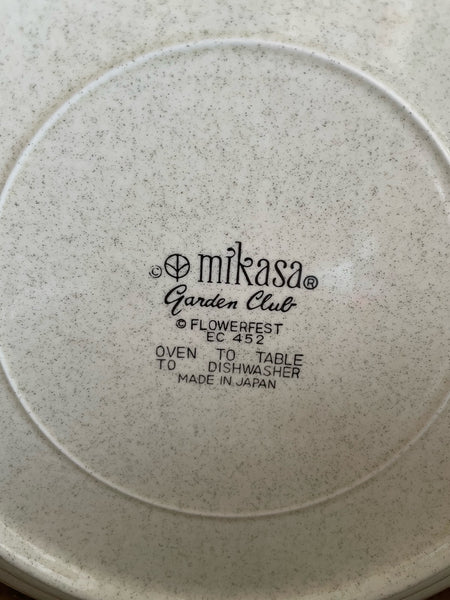 © mikasa®
Garden Club
© FLOWERFEST
EC 452
OVEN TO TABLE
TO DISHWASHER
MADE IN JAPAN